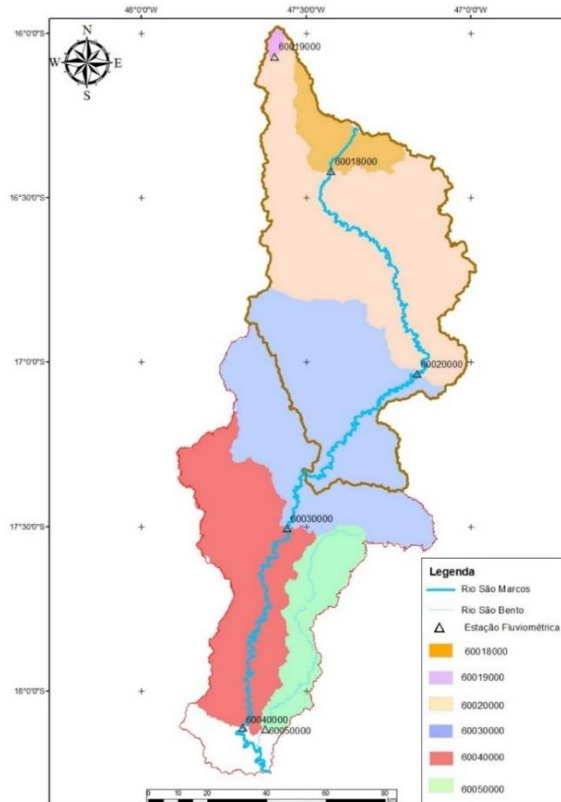 48°0'0"W 47°30'0"W 47°0'0"W
16°0'0"S
N
W E
S
60019000
60018000
16°30'0"S
17°0'0"S
60020000
60030000
17°30'0"S
18°0'0"S
60040000
60050000
Legenda
Rio São Marcos
Rio São Bento
Estação Fluviométrica
60018000
60019000
60020000
60030000
60040000
60050000
0 20 40 60 80